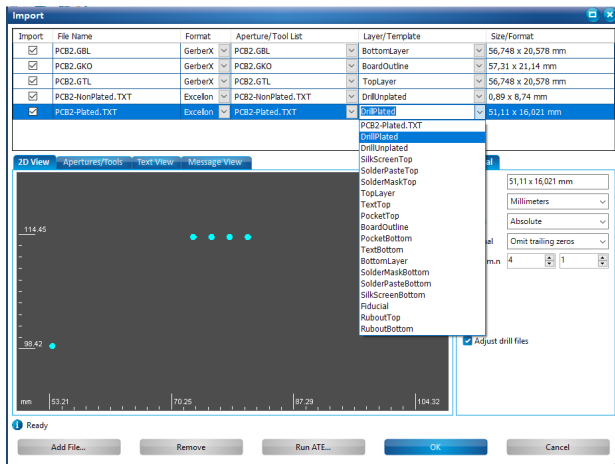 Import
Import File Name Format Aperture/Tool List Layer/Template Size/Format
PCB2.GBL GerberX PCB2.GBL BottomLayer 56,748 x 20,578 mm
PCB2.GKO GerberX PCB2.GKO BoardOutline 57,31 x 21,14 mm
PCB2.GTL GerberX PCB2.GTL TopLayer 56,748 x 20,578 mm
PCB2-NonPlated.TXT Excellon PCB2-NonPlated.TXT DrillUnplated 0,89 x 8,74 mm
PCB2-Plated.TXT Excellon PCB2-Plated.TXT DrillPlated 51,11 x 16,021 mm
PCB2-Plated.TXT
DrillPlated
DrillUnplated
SilkScreenTop
SolderPasteTop
SolderMaskTop
TopLayer
TextTop
PocketTop
BoardOutline
PocketBottom
TextBottom
BottomLayer
SolderMaskBottom
SolderPasteBottom
SilkScreenBottom
Fiducial
RuboutTop
RuboutBottom
2D View Apertures/Tools Text View Message View
51,11 x 16,021 mm
Millimeters
Absolute
Omit trailing zeros
m.n 4 1
Adjust drill files
114.45
98.42
mm 53.21 70.25 87.29 104.32
Ready
Add File... Remove Run ATE... OK Cancel